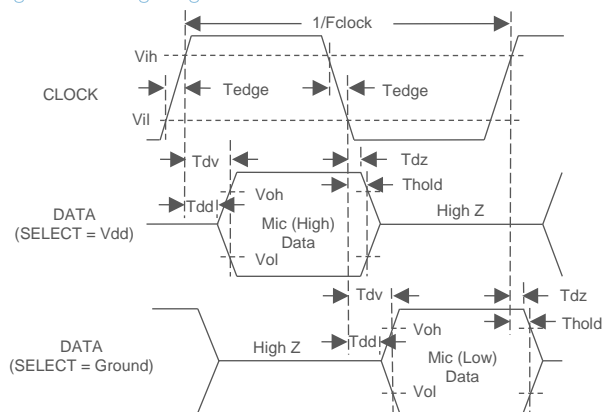 1/Fclock
Vih
CLOCK
Tedge
Tedge
Vil
Tdv
Tdz
Voh
Thold
Tdd
DATA
(SELECT = Vdd)
Mic (High)
Data
High Z
Vol
Tdv
Tdz
Voh
Thold
Tdd
DATA
(SELECT = Ground)
High Z
Mic (Low)
Data
Vol